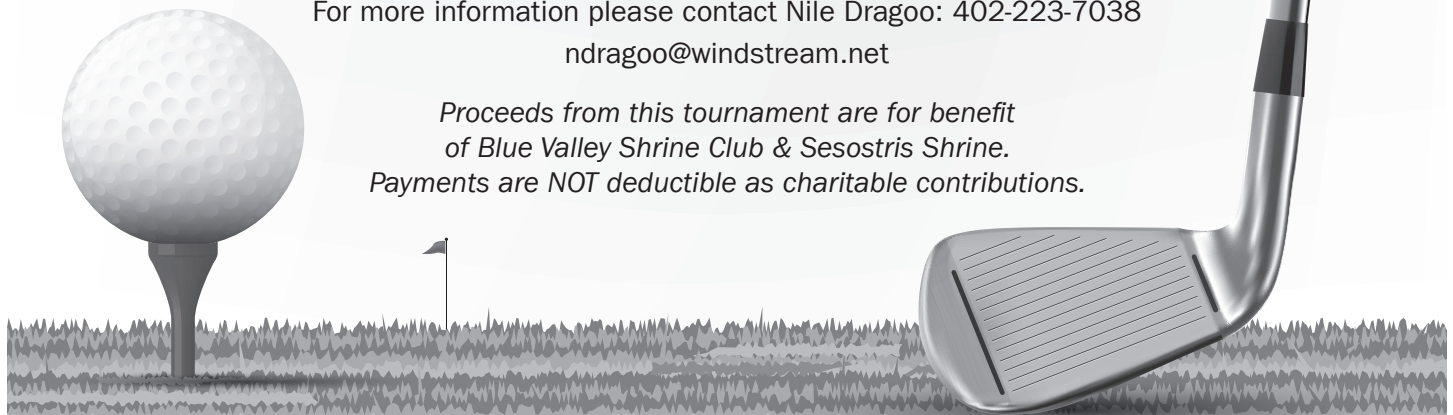 For more information please contact Nile Dragoo: 402-223-7038
ndragoo@windstream.net
Proceeds from this tournament are for benefit
of Blue Valley Shrine Club & Sesostris Shrine.
Payments are NOT deductible as charitable contributions.